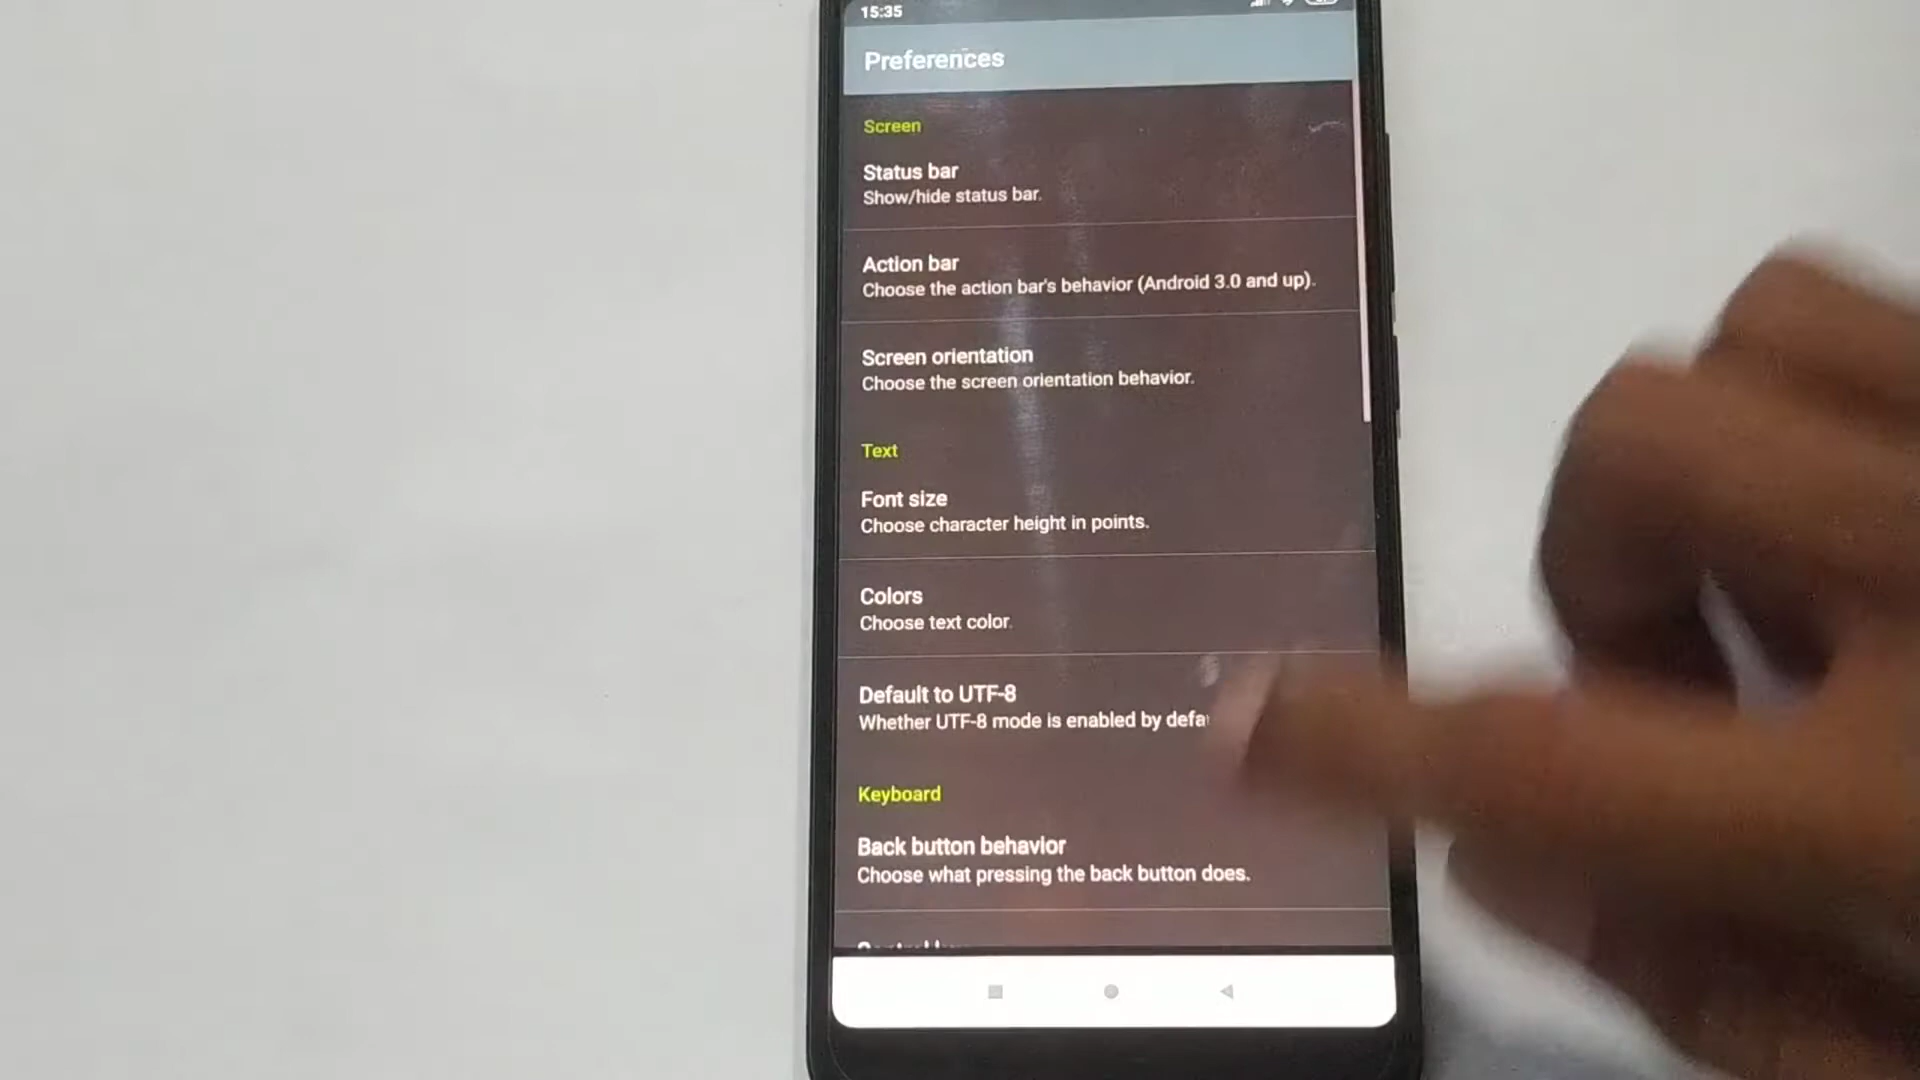 15:35
Preferences
Screen
Status bar
Show/hide status bar.
Action bar
Choose the action bar's behavior (Android 3.0 and up).
Screen orientation
Choose the screen orientation behavior.
Text
Font size
Choose character height in points.
Colors
Choose text color.
Default to UTF-8
Whether UTF-8 mode is enabled by
Keyboard
Back button behavior
Choose what pressing the back button does.